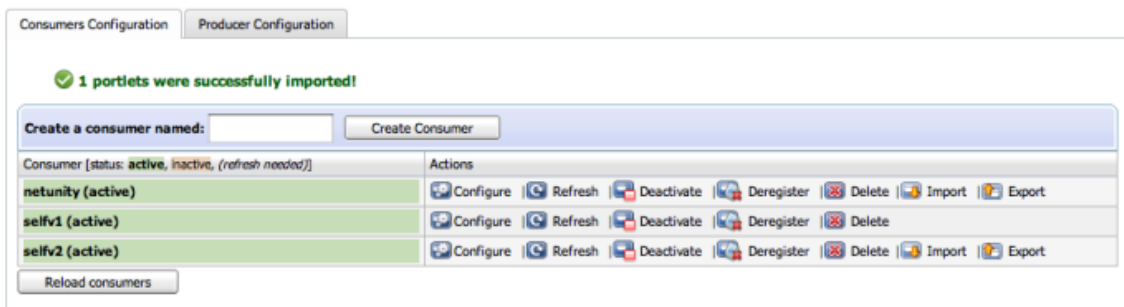 Consumers Configuration Producer Configuration
1 portlets were successfully imported!
Create a consumer named: Create Consumer
Consumer [status: active, inactive, (refresh needed)] Actions
netunity (active) Configure | Refresh | Deactivate | Deregister | Delete | Import | Export
selfv1 (active) Configure | Refresh | Deactivate | Deregister | Delete
selfv2 (active) Configure | Refresh | Deactivate | Deregister | Delete | Import | Export
Reload consumers